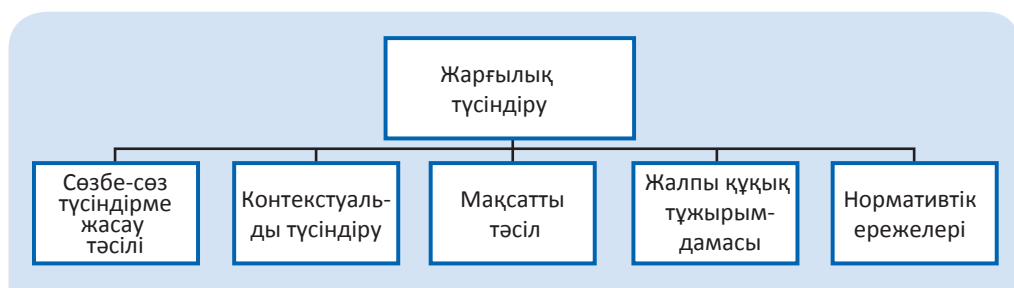 Жарғылық
түсіндіру
Сөзбе-сөз
түсіндірме
жасау
тәсілі
Контекстуаль-
ды түсіндіру
Мақсатты
тәсіл
Жалпы құқық
тұжырым-
дамасы
Нормативтік
ережелері